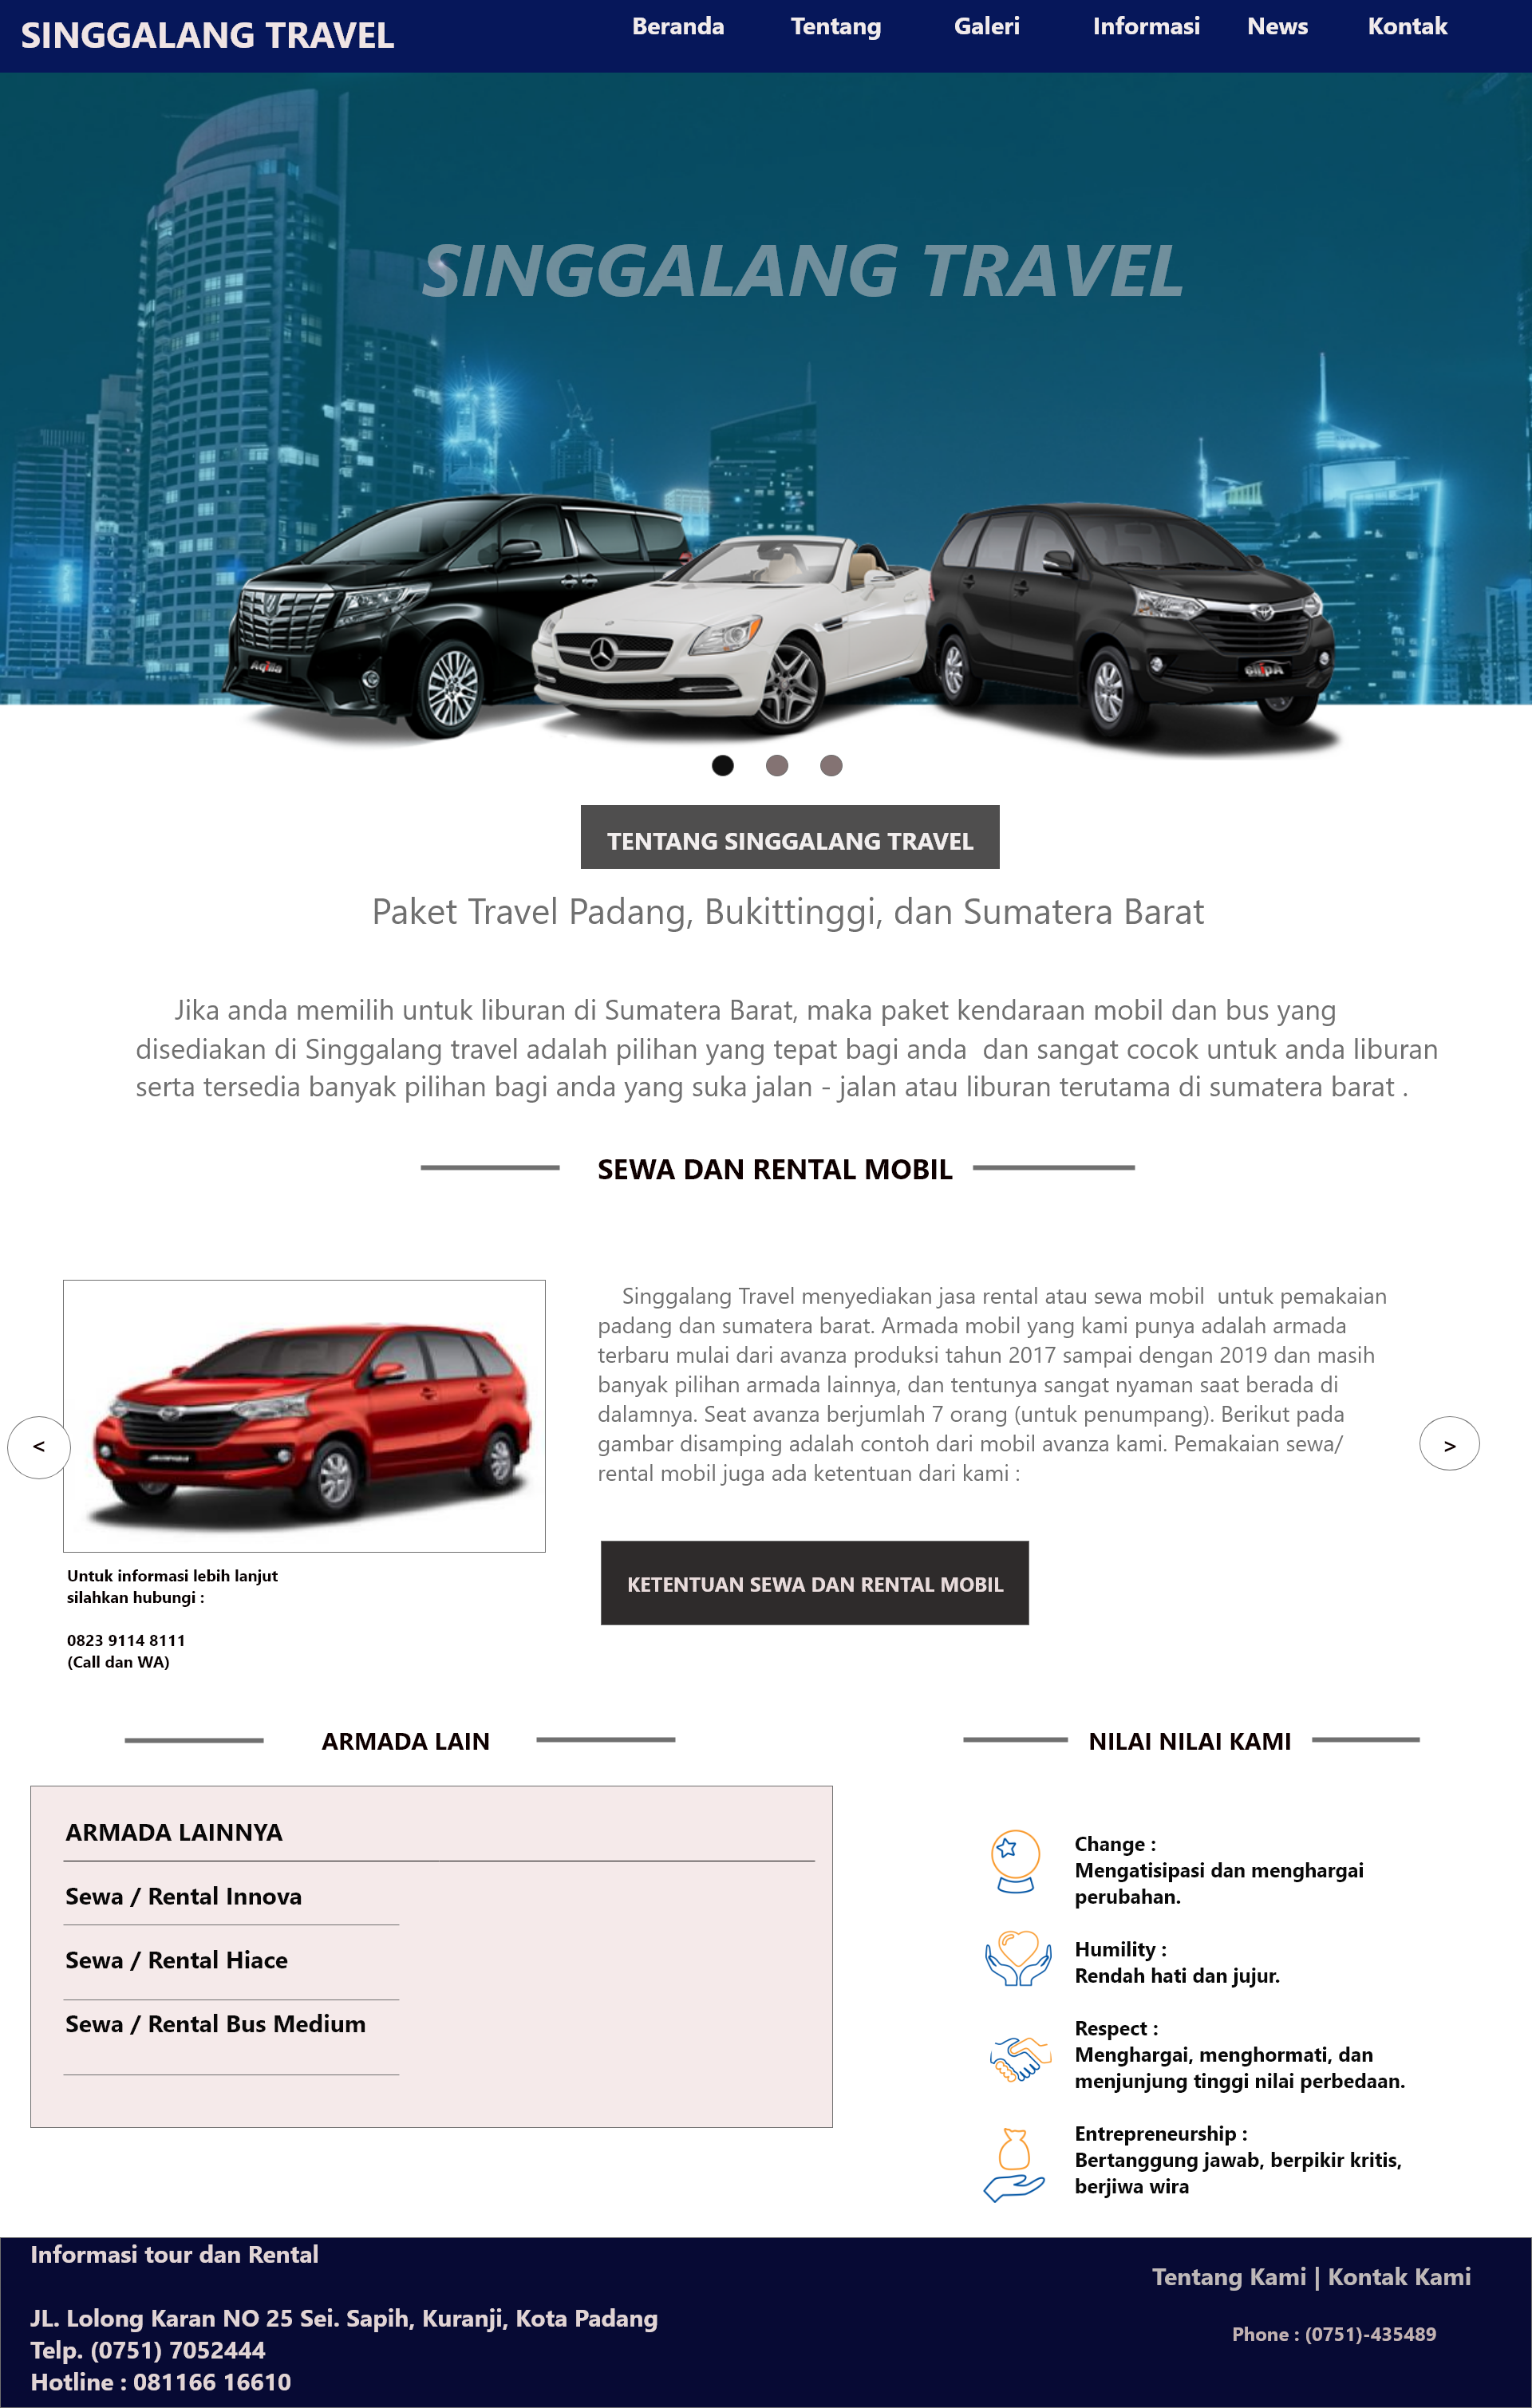 SINGGALANG TRAVEL
Beranda Tentang Galeri Informasi News Kontak
SINGGALANG TRAVEL
TENTANG SINGGALANG TRAVEL
Paket Travel Padang, Bukittinggi, dan Sumatera Barat
Jika anda memilih untuk liburan di Sumatera Barat, maka paket kendaraan mobil dan bus yang
disediakan di Singgalang travel adalah pilihan yang tepat bagi anda  dan sangat cocok untuk anda liburan
serta tersedia banyak pilihan bagi anda yang suka jalan - jalan atau liburan terutama di sumatera barat .
SEWA DAN RENTAL MOBIL
<
Singgalang Travel menyediakan jasa rental atau sewa mobil  untuk pemakaian
padang dan sumatera barat. Armada mobil yang kami punya adalah armada
terbaru mulai dari avanza produksi tahun 2017 sampai dengan 2019 dan masih
banyak pilihan armada lainnya, dan tentunya sangat nyaman saat berada di
dalamnya. Seat avanza berjumlah 7 orang (untuk penumpang). Berikut pada
gambar disamping adalah contoh dari mobil avanza kami. Pemakaian sewa/
rental mobil juga ada ketentuan dari kami :
>
KETENTUAN SEWA DAN RENTAL MOBIL
Untuk informasi lebih lanjut
silahkan hubungi :
0823 9114 8111
(Call dan WA)
ARMADA LAIN
ARMADA LAINNYA
Sewa / Rental Innova
Sewa / Rental Hiace
Sewa / Rental Bus Medium
NILAI NILAI KAMI
Change :
Mengatisipasi dan menghargai
perubahan.
Humility :
Rendah hati dan jujur.
Respect :
Menghargai, menghormati, dan
menjunjung tinggi nilai perbedaan.
Entrepreneurship :
Bertanggung jawab, berpikir kritis,
berjiwa wira
Informasi tour dan Rental
JL. Lolong Karan NO 25 Sei. Sapih, Kuranji, Kota Padang
Telp. (0751) 7052444
Hotline : 081166 16610
Tentang Kami | Kontak Kami
Phone : (0751)-435489